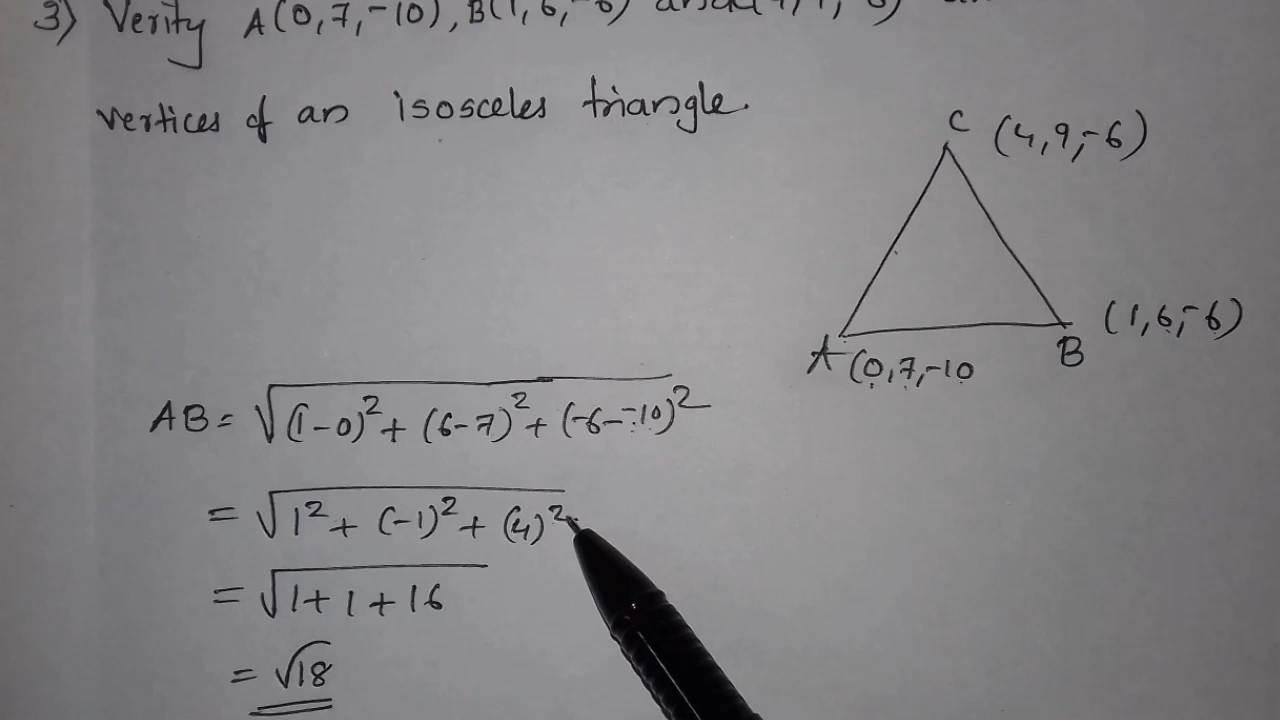 3) Verify A(0,7,-10), B(1,6,-6)
vertices of an isosceles triangle.
C (4,9,-6)
(1,6,-6)
A (0,7,-10
B
AB = √(1-0)² + (6-7)² + (-6--10)²
= √1² + (-1)² + (4)²
= √1+1+16
= √18